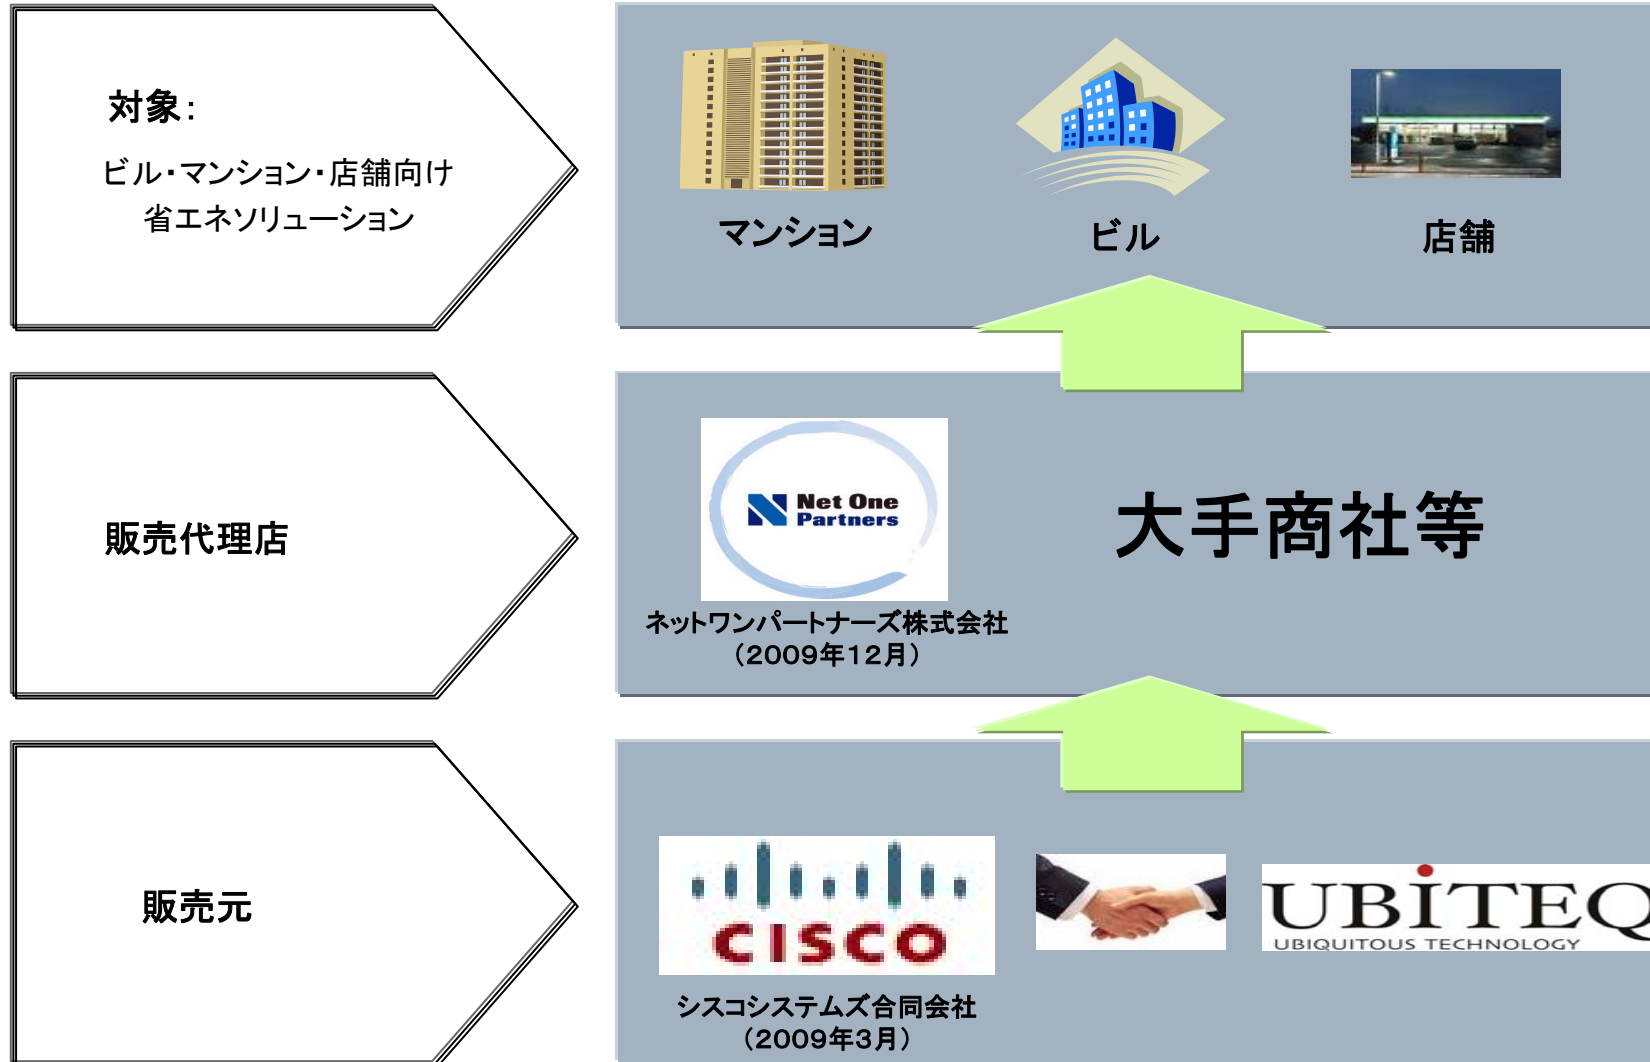 対象：
ビル・マンション・店舗向け
省エネソリューション
マンション
ビル
店舗
販売代理店
Net One
Partners
大手商社等
ネットワンパートナーズ株式会社
（2009年12月）
販売元
CISCO
UBiTEQ
UBIQUITOUS TECHNOLOGY
シスコシステムズ合同会社
（2009年3月）